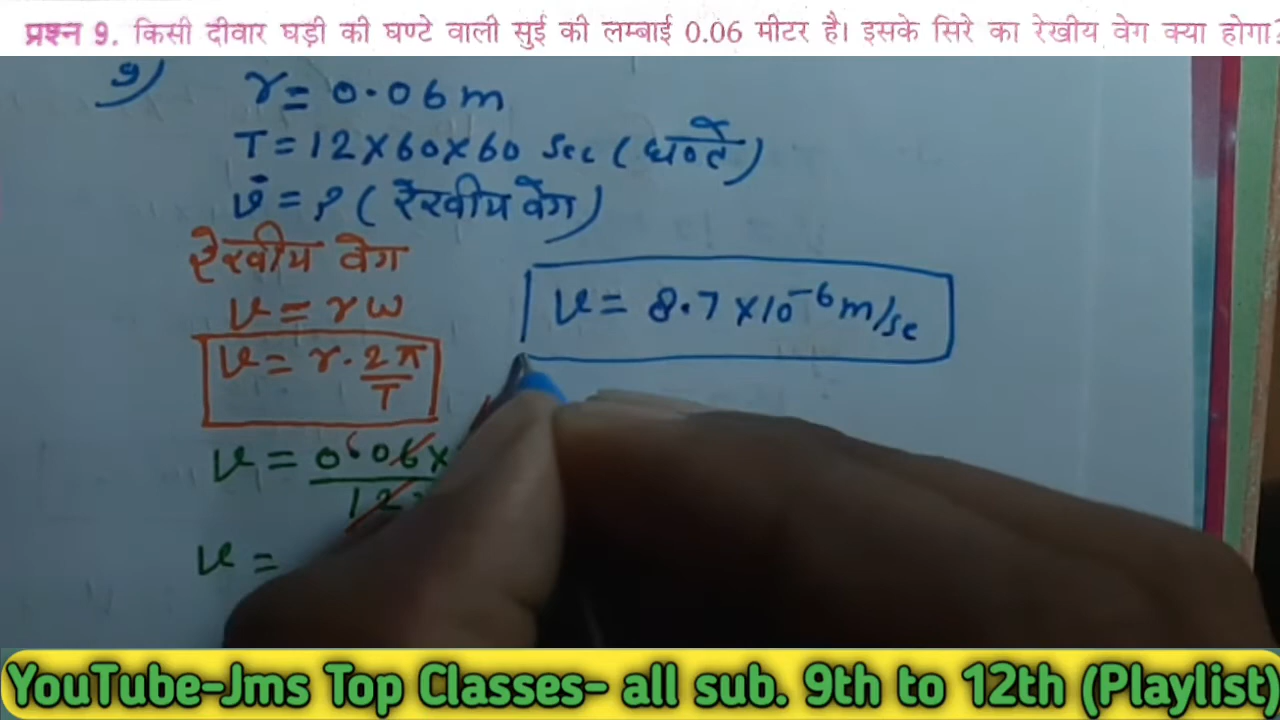 प्रश्न 9. किसी दीवार घड़ी की घण्टे वाली सुई की लम्बाई 0.06 मीटर है। इसके सिरे का रेखीय वेग क्या होगा?
9)
r = 0.06 m
T = 12×60×60 sec (घण्टे)
v = ? (रेखीय वेग)
रेखीय वेग
v = rω
v = r. 2π/T
v = 0.06×
12
v =
v = 8.7 ×10⁻⁶ m/sec
YouTube-Jms Top Classes- all sub. 9th to 12th (Playlist)